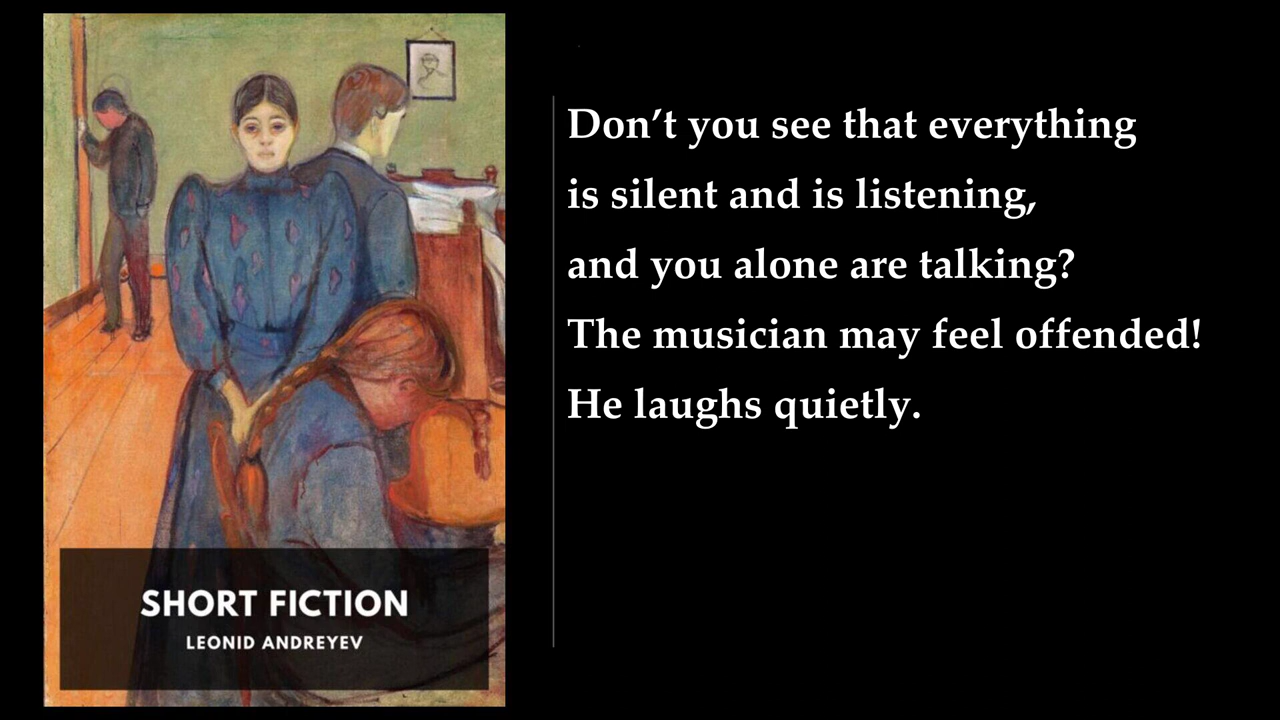 Don’t you see that everything
is silent and is listening,
and you alone are talking?
The musician may feel offended!
He laughs quietly.
SHORT FICTION
LEONID ANDREYEV